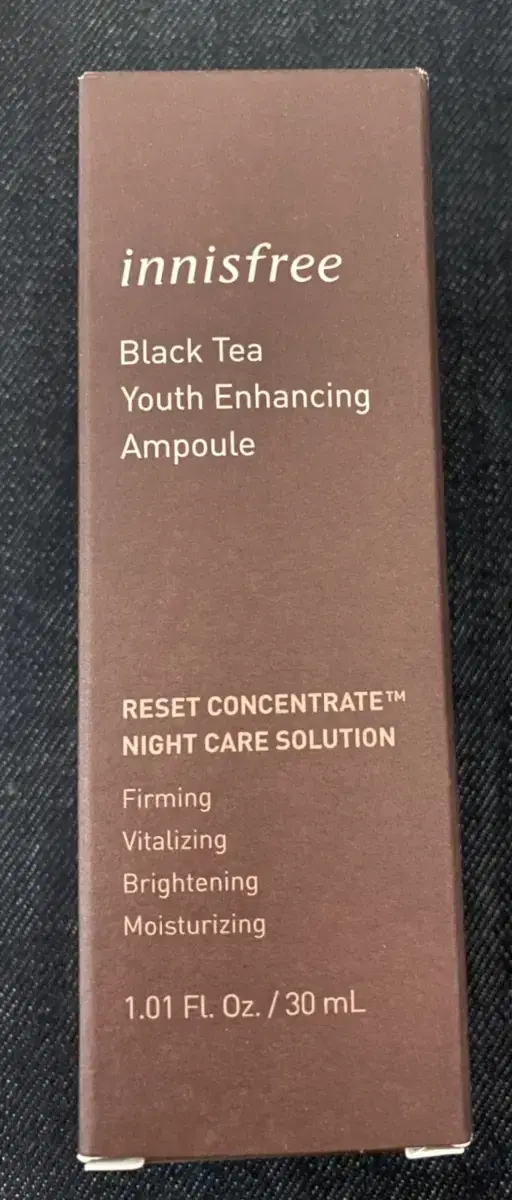 innisfree
Black Tea
Youth Enhancing
Ampoule
RESET CONCENTRATE™
NIGHT CARE SOLUTION
Firming
Vitalizing
Brightening
Moisturizing
1.01 Fl. Oz. / 30 mL